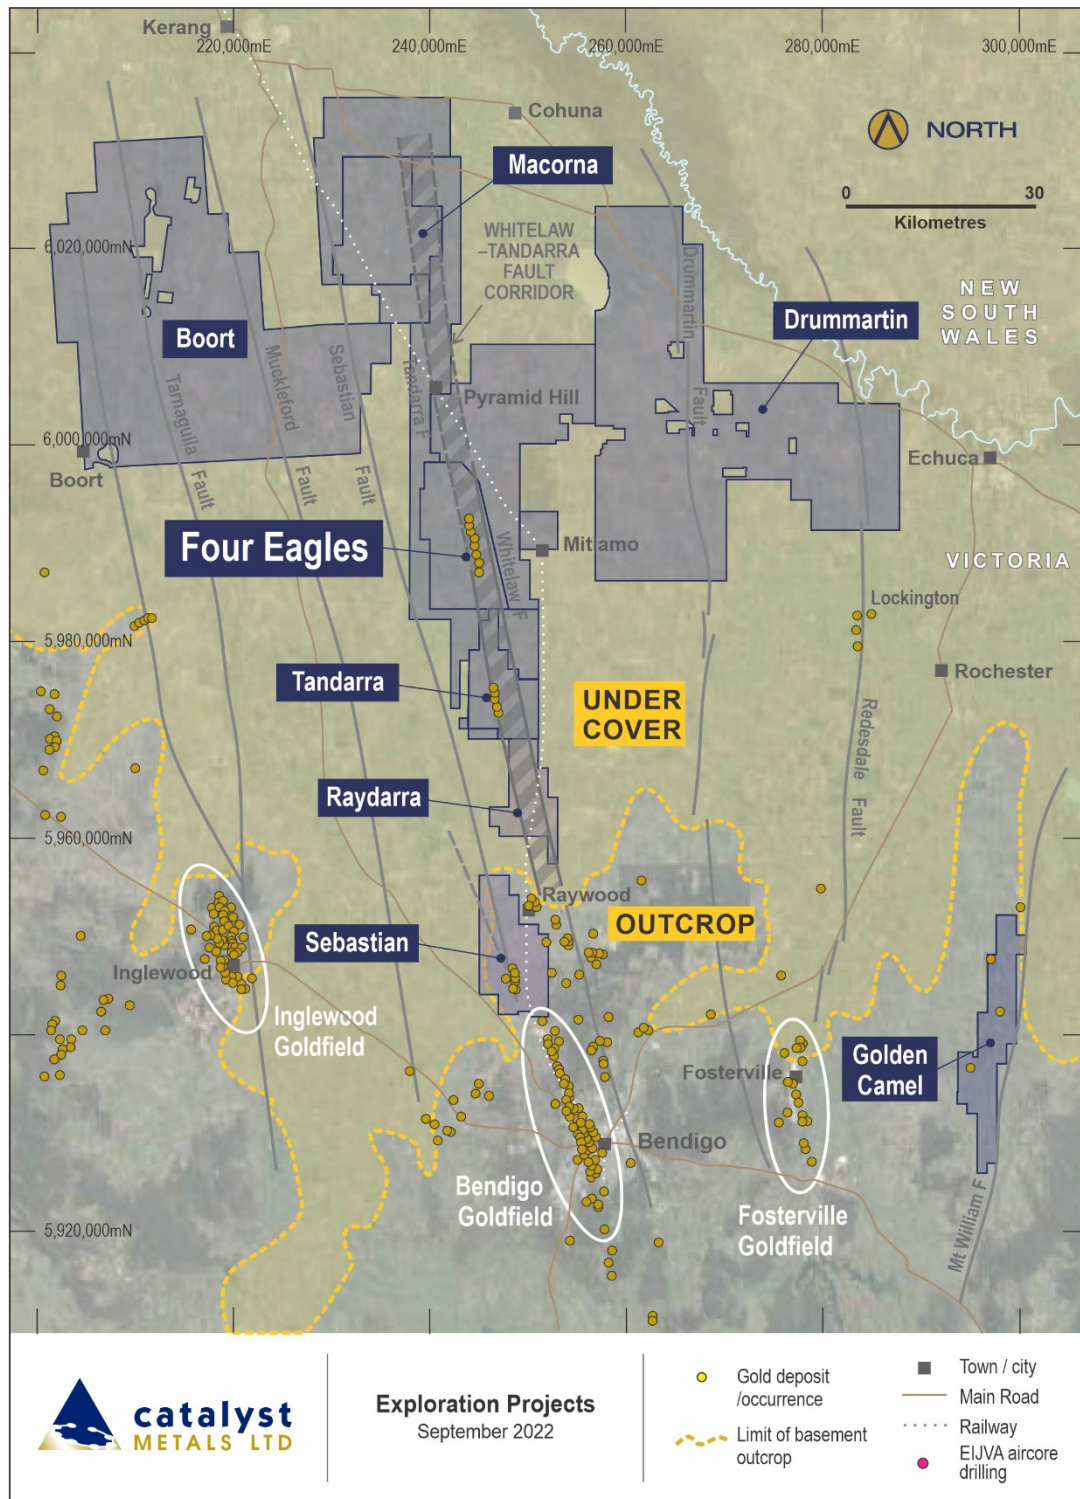 Kerang
220,000mE
240,000mE
260,000mE
280,000mE
300,000mE
Cohuna
NORTH
Macorna
0
30
Kilometres
6,020,000mN
WHITELAW
–TANDARRA
FAULT
CORRIDOR
Drummartin
Fault
NEW
SOUTH
WALES
Boort
Drummartin
Tarnagulla
Fault
Muckleford
Fault
Sebastian
Fault
Tandarra F
Pyramid Hill
6,000,000mN
Boort
Echuca
Four Eagles
Whitelaw F
Mitiamo
VICTORIA
Lockington
5,980,000mN
Tandarra
Rochester
UNDER
COVER
Redesdale
Fault
Raydarra
5,960,000mN
Raywood
OUTCROP
Sebastian
Inglewood
Inglewood
Goldfield
Golden
Camel
Fosterville
Bendigo
Bendigo
Goldfield
Fosterville
Goldfield
5,920,000mN
Mt William F
catalyst
METALS LTD
Exploration Projects
September 2022
Gold deposit
/occurrence
Limit of basement
outcrop
Town / city
Main Road
Railway
EIJVA aircore
drilling